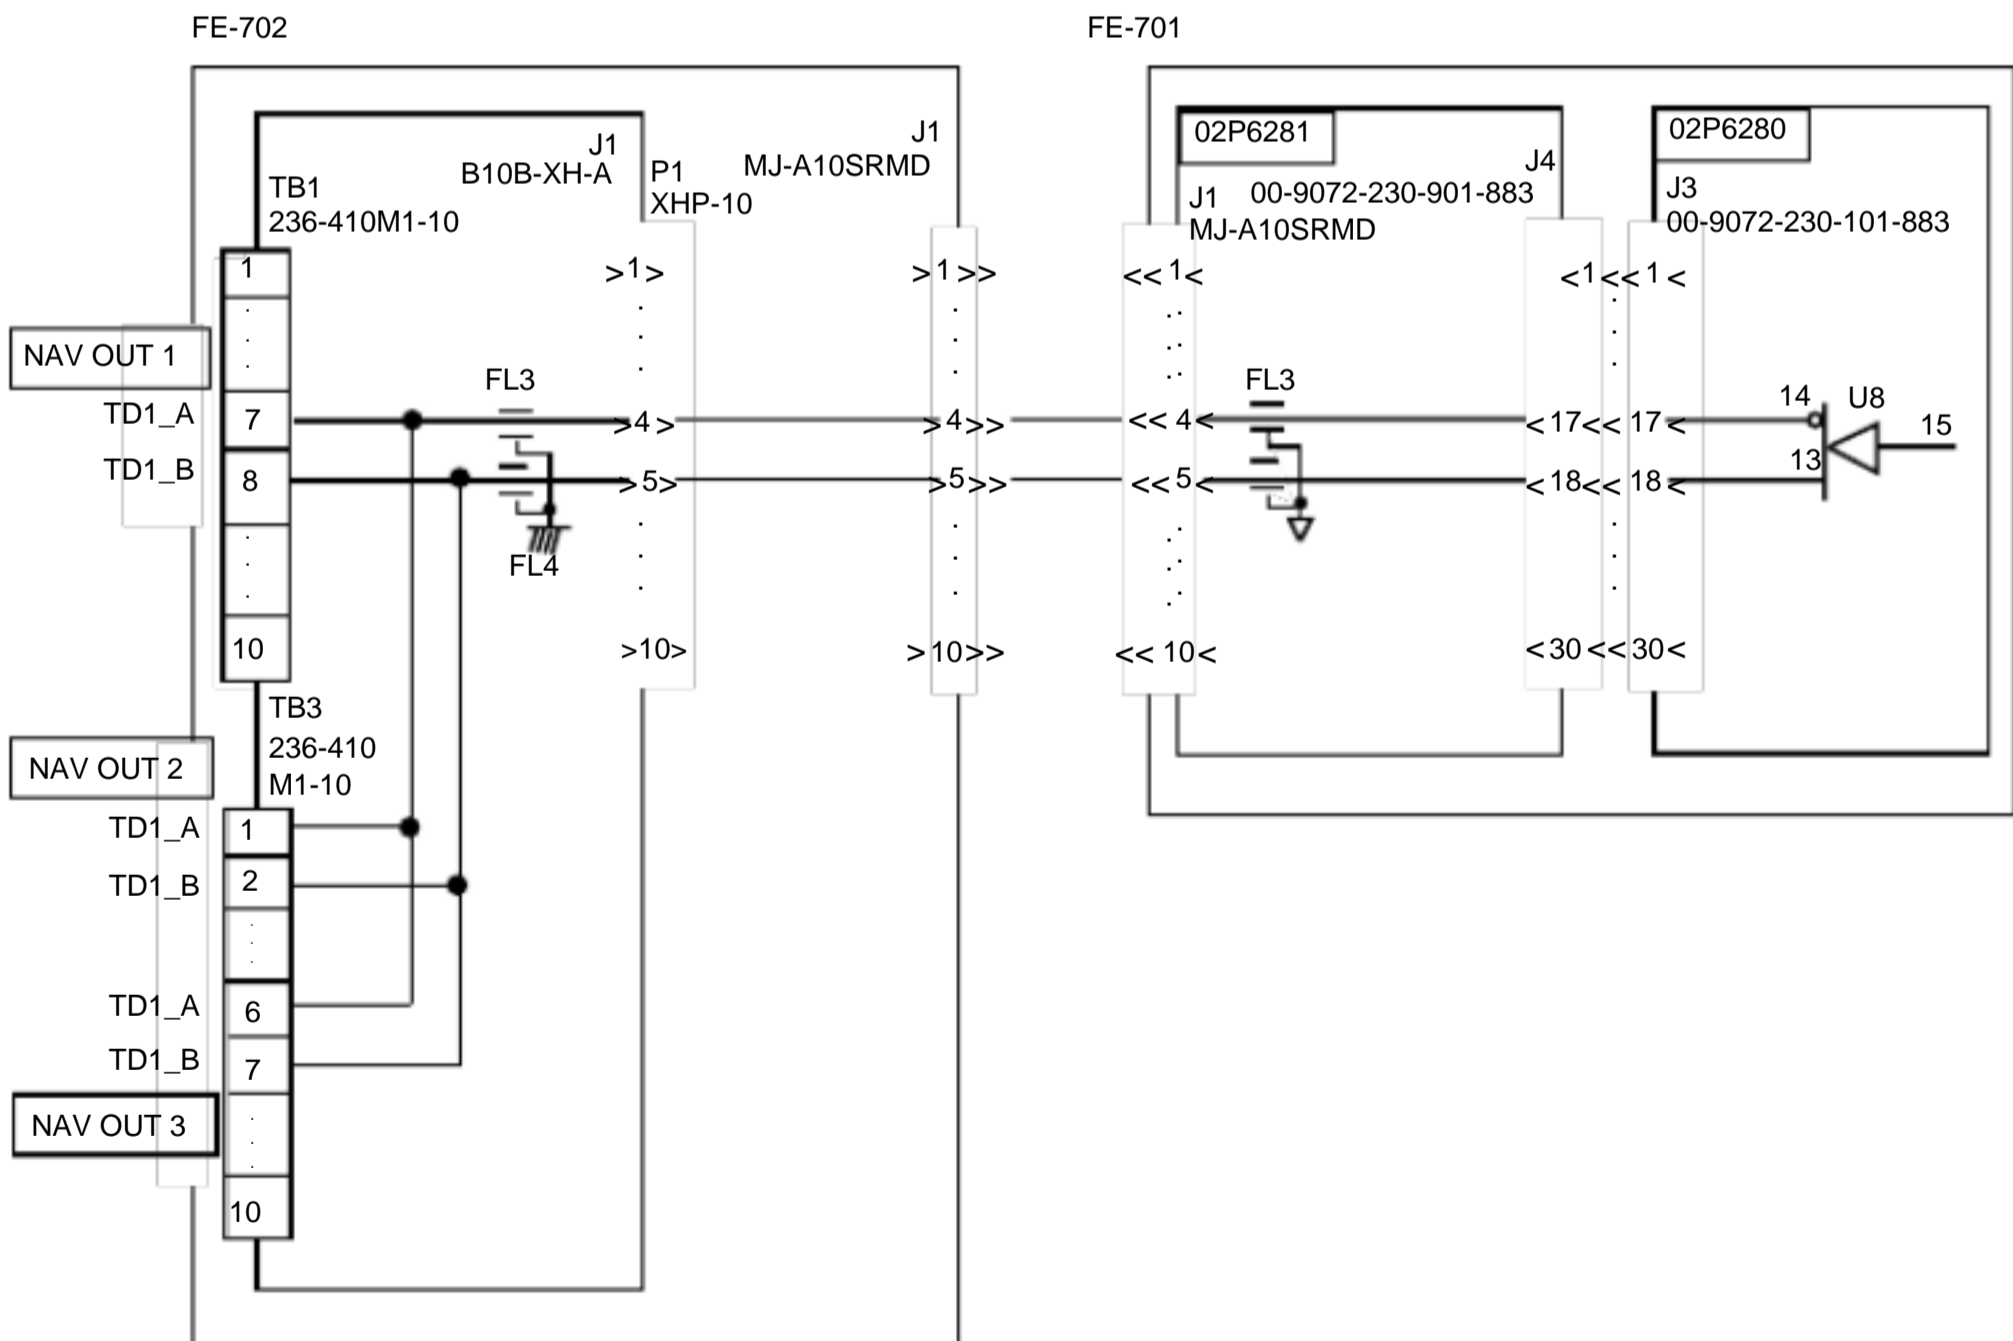 FE-702
FE-701
J1
B10B-XH-A
P1
XHP-10
J1
MJ-A10SRMD
02P6281
J4
00-9072-230-901-883
J1
MJ-A10SRMD
02P6280
J3
00-9072-230-101-883
TB1
236-410M1-10
1
>1>
>1>>
<<1<
<1<<1<
NAV OUT 1
FL3
FL3
TD1_A
7
>4>
>4>>
<<4<
<17<<17<
14
U8
15
TD1_B
8
>5>
>5>>
<<5<
<18<<18<
13
FL4
10
>10>
>10>>
<<10<
<30<<30<
TB3
236-410
M1-10
NAV OUT 2
TD1_A
1
TD1_B
2
TD1_A
6
TD1_B
7
NAV OUT 3
10